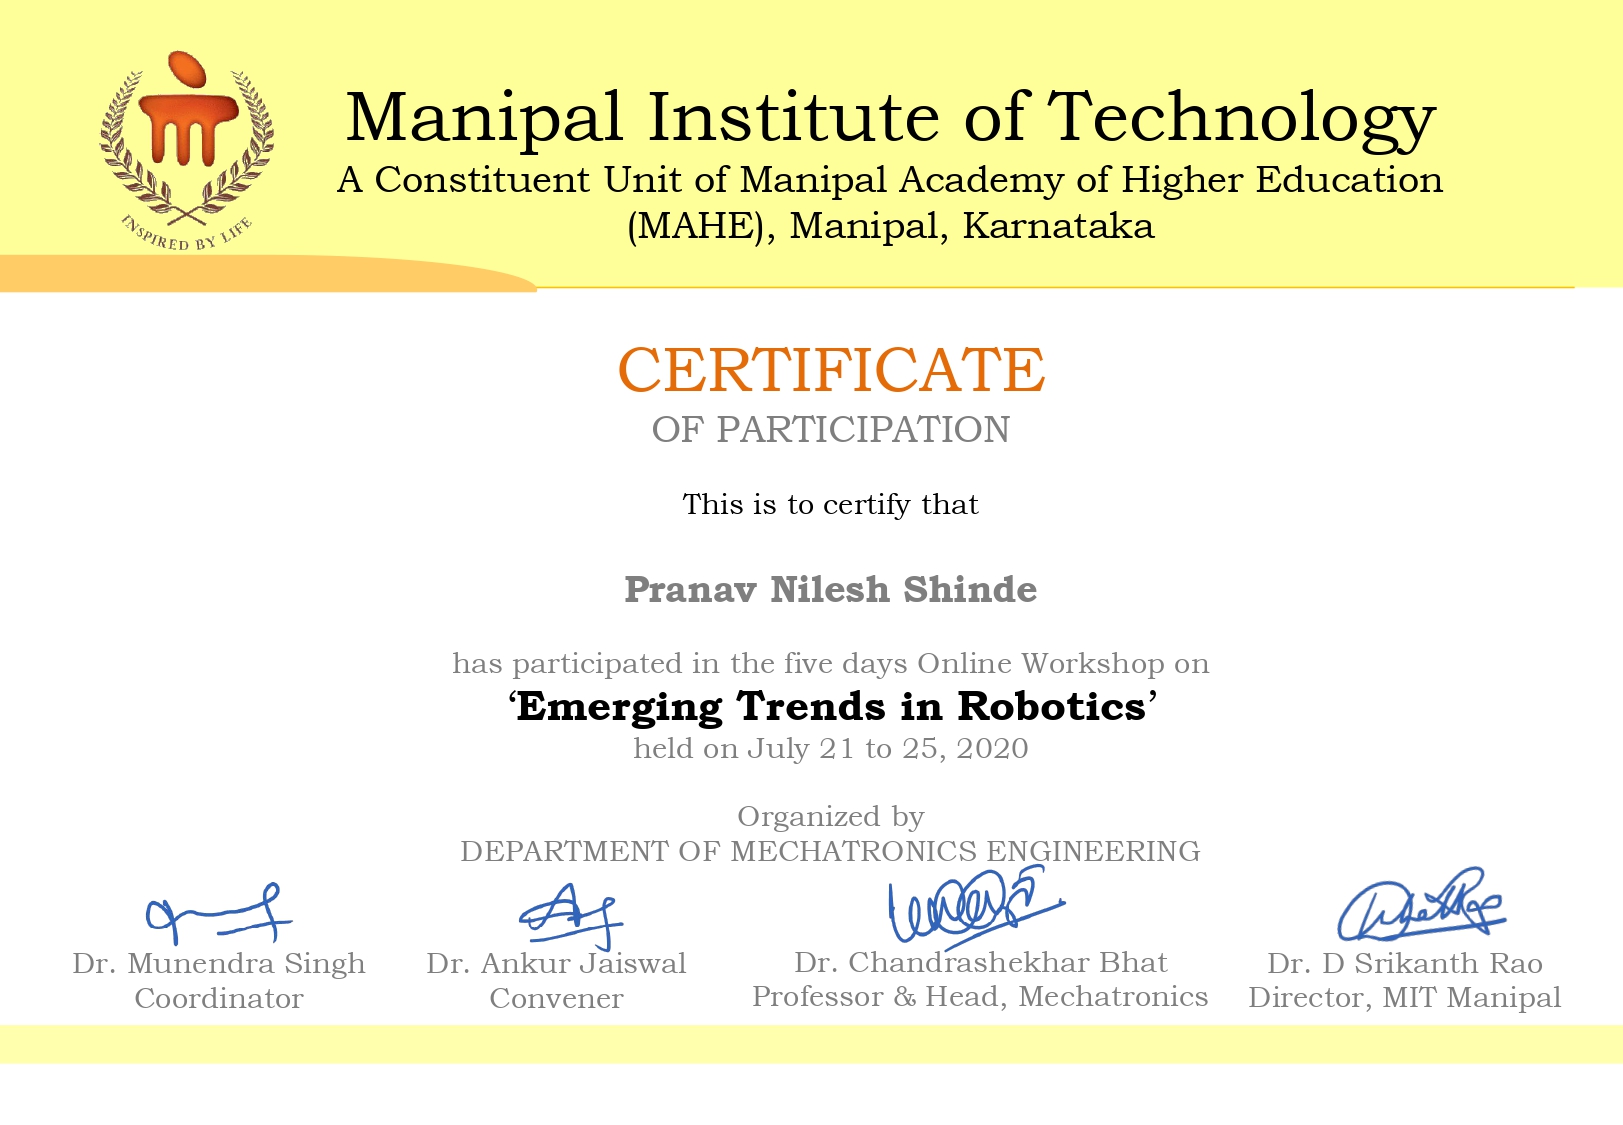 INSPIRED BY LIFE
Manipal Institute of Technology
A Constituent Unit of Manipal Academy of Higher Education
(MAHE), Manipal, Karnataka
CERTIFICATE
OF PARTICIPATION
This is to certify that
Pranav Nilesh Shinde
has participated in the five days Online Workshop on
‘Emerging Trends in Robotics’
held on July 21 to 25, 2020
Organized by
DEPARTMENT OF MECHATRONICS ENGINEERING
Dr. Munendra Singh
Coordinator
Dr. Ankur Jaiswal
Convener
Dr. Chandrashekhar Bhat
Professor & Head, Mechatronics
Dr. D Srikanth Rao
Director, MIT Manipal